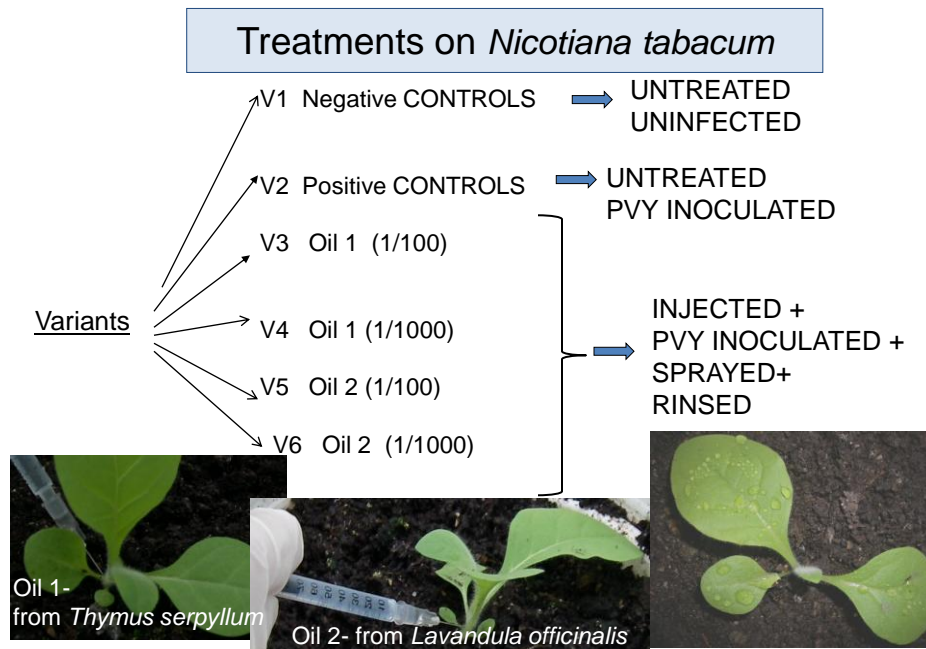 Treatments on Nicotiana tabacum
V1 Negative CONTROLS
UNTREATED
UNINFECTED
V2 Positive CONTROLS
UNTREATED
PVY INOCULATED
V3 Oil 1 (1/100)
Variants
V4 Oil 1 (1/1000)
V5 Oil 2 (1/100)
V6 Oil 2 (1/1000)
INJECTED +
PVY INOCULATED +
SPRAYED+
RINSED
Oil 1-
from Thymus serpyllum
Oil 2- from Lavandula officinalis